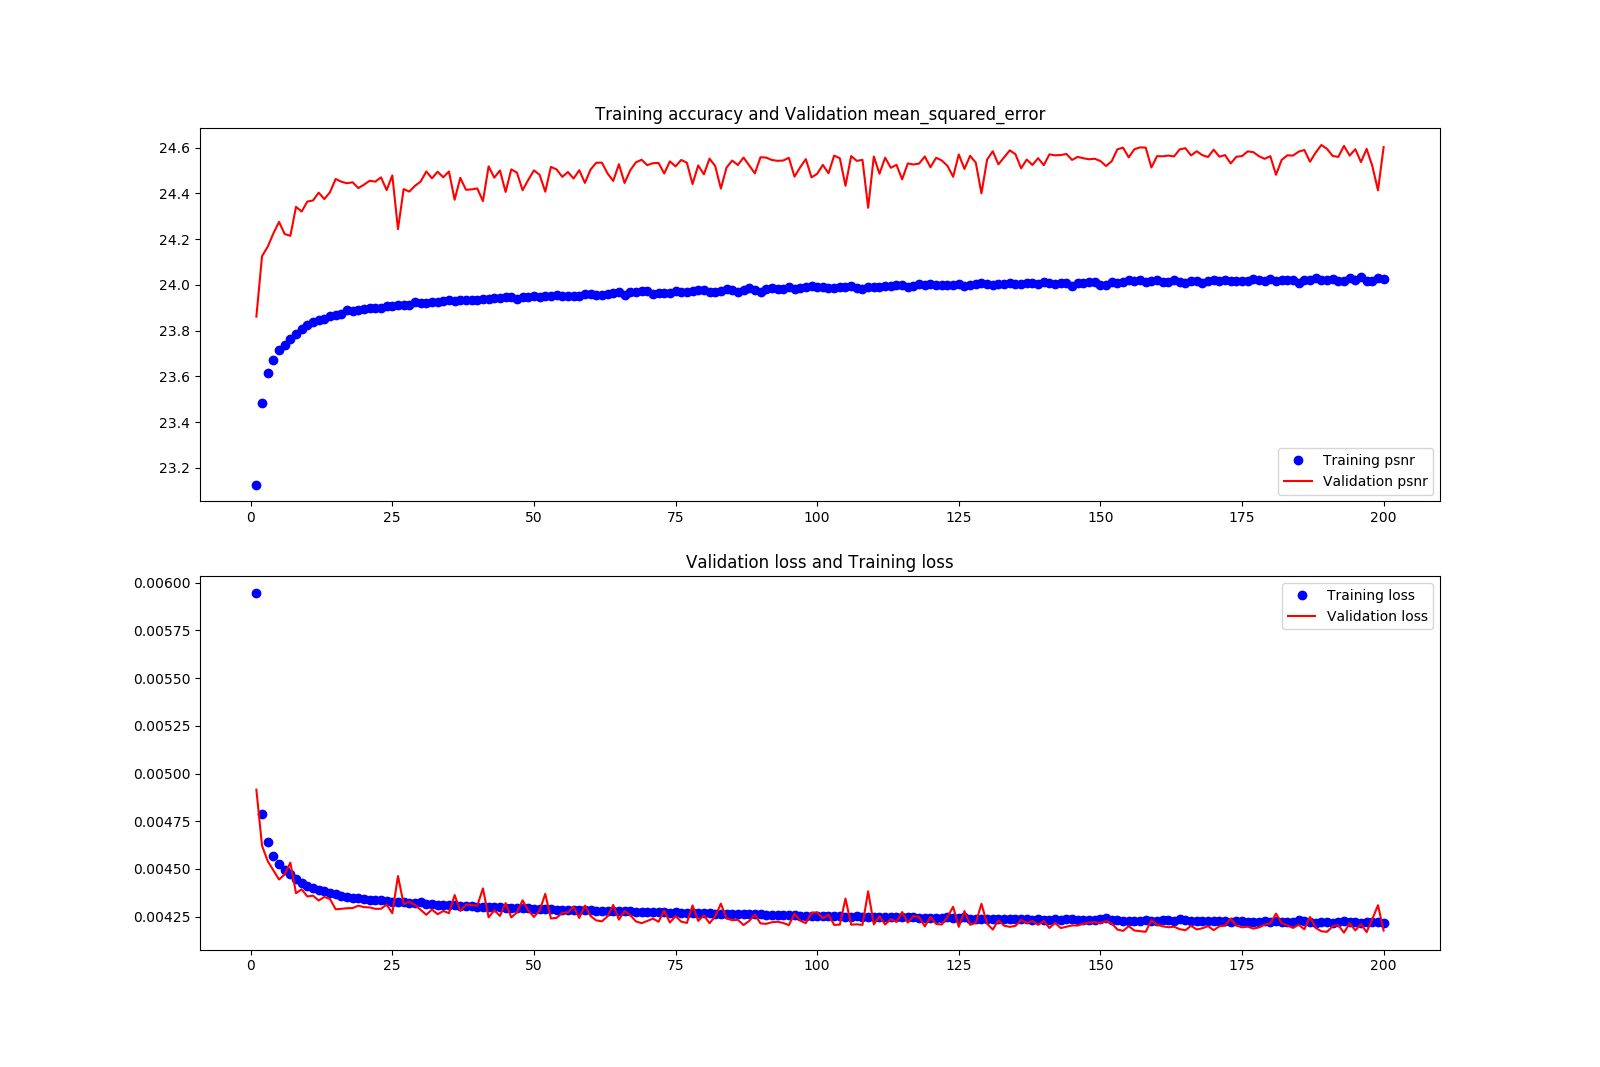 Training accuracy and Validation mean_squared_error
24.6
24.4
24.2
24.0
23.8
23.6
23.4
23.2
Training psnr
Validation psnr
0 25 50 75 100 125 150 175 200
Validation loss and Training loss
0.00600
0.00575
0.00550
0.00525
0.00500
0.00475
0.00450
0.00425
Training loss
Validation loss
0 25 50 75 100 125 150 175 200